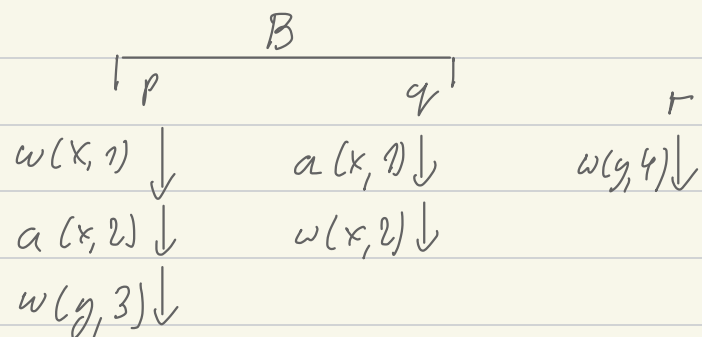 B
p q r
w(x,1)↓ a(x,1)↓ w(y,4)↓
a(x,2)↓ w(x,2)↓
w(y,3)↓